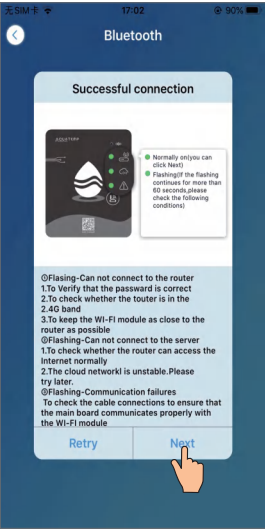 无SIM卡 17:02 90%
Bluetooth
Successful connection
Normally on(you can
click Next)
Flashing(If the flashing
continues for more than
60 seconds,please
chack the following
conditions)
①Flasing-Can not connect to the router
1.To Verify that the passward is correct
2.To check whether the touter is in the
2.4G band
3.To keep the WI-FI module as close to the
router as possible
②Flashing-Can not connect to the server
1.To check whether the router can access the
Internet normally
2.The cloud networkl is unstable.Please
try later.
③Flashing-Communication failures
To check the cable connections to ensure that
the main board communicates properly with
the WI-FI module
Retry
Next